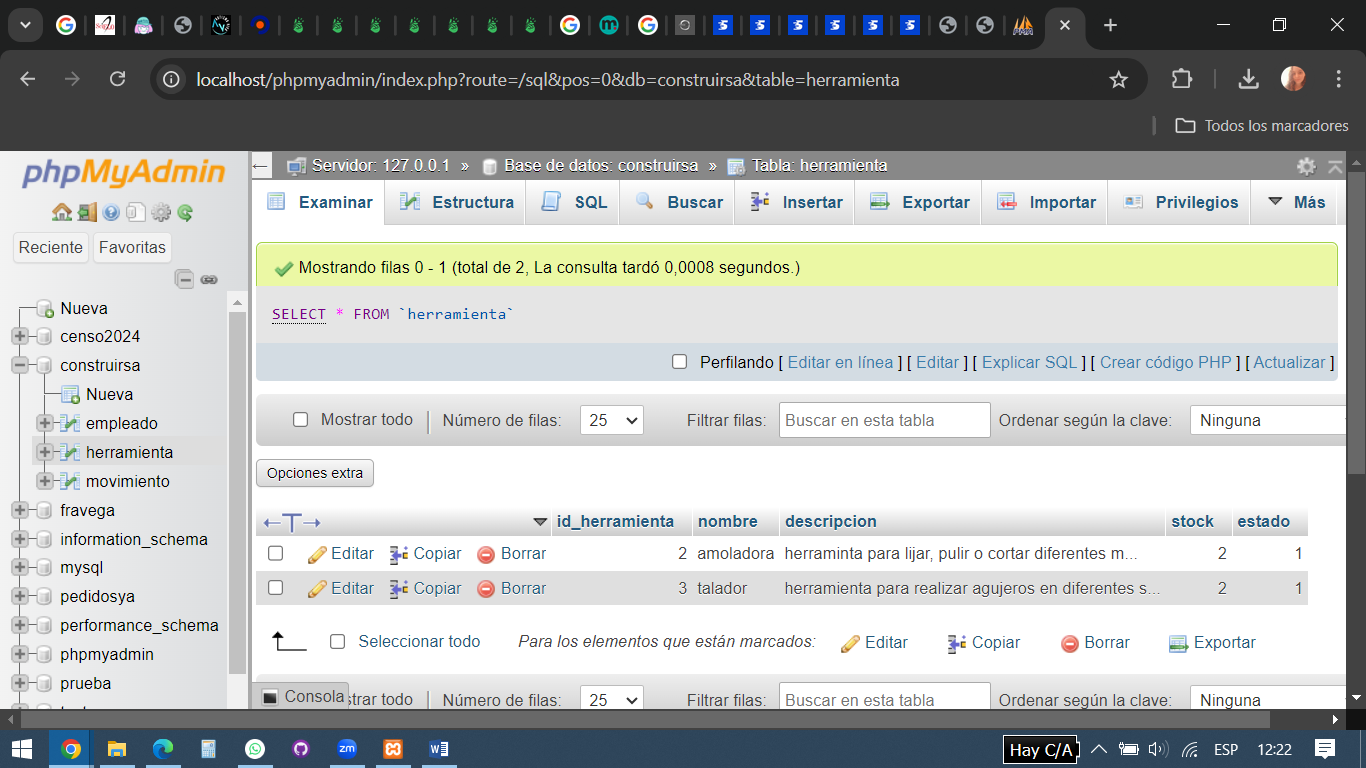 localhost/phpmyadmin/index.php?route=/sql&pos=0&db=construirsa&table=herramienta
Todos los marcadores
phpMyAdmin
Reciente Favoritas
Nueva
censo2024
construirsa
Nueva
empleado
herramienta
movimiento
fravega
information_schema
mysql
pedidosya
performance_schema
phpmyadmin
prueba
Servidor: 127.0.0.1 » Base de datos: construirsa » Tabla: herramienta
Examinar Estructura SQL Buscar Insertar Exportar Importar Privilegios Más
Mostrando filas 0 - 1 (total de 2, La consulta tardó 0,0008 segundos.)
SELECT * FROM `herramienta`
Perfilando [ Editar en línea ] [ Editar ] [ Explicar SQL ] [ Crear código PHP ] [ Actualizar ]
Mostrar todo Número de filas: 25 Filtrar filas: Buscar en esta tabla Ordenar según la clave: Ninguna
Opciones extra
id_herramienta nombre descripcion stock estado
Editar Copiar Borrar 2 amoladora herraminta para lijar, pulir o cortar diferentes m... 2 1
Editar Copiar Borrar 3 talador herramienta para realizar agujeros en diferentes s... 2 1
Seleccionar todo Para los elementos que están marcados: Editar Copiar Borrar Exportar
Consola strar todo Número de filas: 25 Filtrar filas: Buscar en esta tabla Ordenar según la clave: Ninguna
Hay C/A ESP 12:22